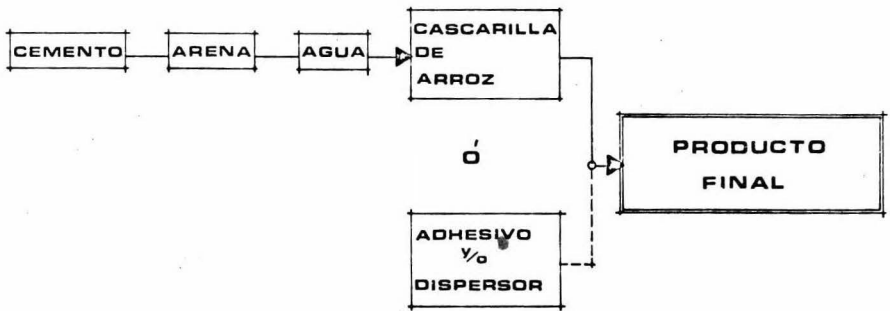 CEMENTO
ARENA
AGUA
CASCARILLA
DE
ARROZ
Ó
ADHESIVO
Y/O
DISPERSOR
PRODUCTO
FINAL